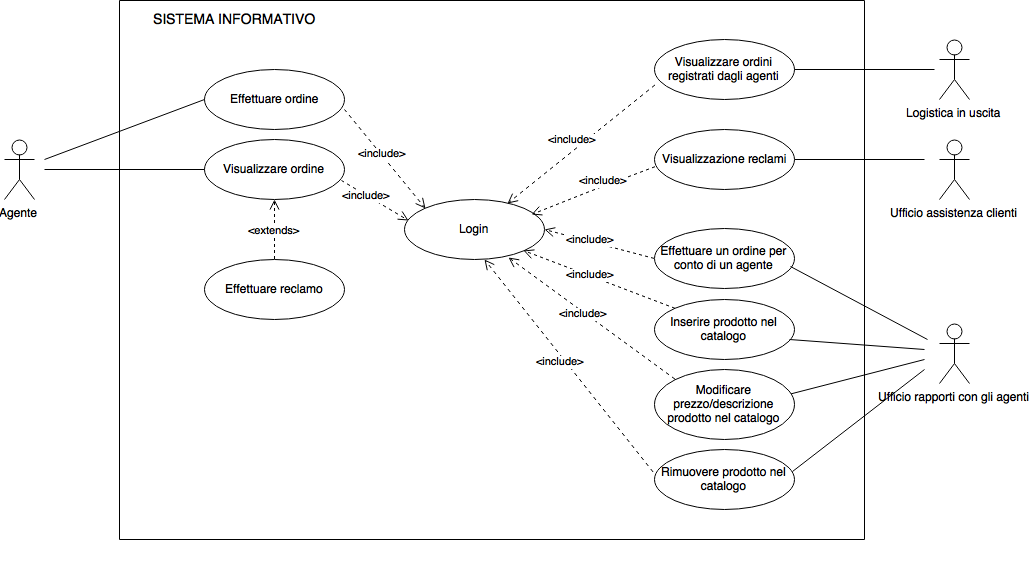 SISTEMA INFORMATIVO
Visualizzare ordini
registrati dagli agenti
Logistica in uscita
Effettuare ordine
<include>
<include>
Visualizzazione reclami
Visualizzare ordine
<include>
<include>
Agente
Ufficio assistenza clienti
<extends>
Login
<include>
Effettuare un ordine per
conto di un agente
Effettuare reclamo
<include>
<include>
Inserire prodotto nel
catalogo
<include>
Modificare
prezzo/descrizione
prodotto nel catalogo
Ufficio rapporti con gli agenti
Rimuovere prodotto nel
catalogo